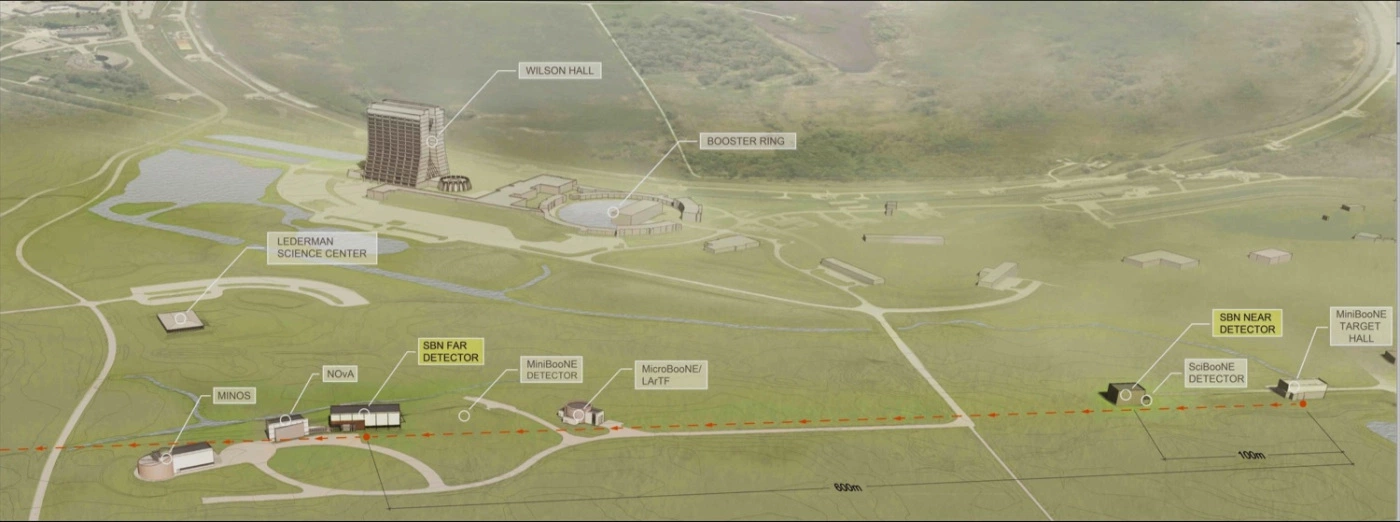 WILSON HALL
BOOSTER RING
LEDERMAN
SCIENCE CENTER
SBN NEAR
DETECTOR
MiniBooNE
TARGET
HALL
SBN FAR
DETECTOR
MiniBooNE
DETECTOR
MicroBooNE/
LArTF
SciBooNE
DETECTOR
NOvA
MINOS
100m
600m